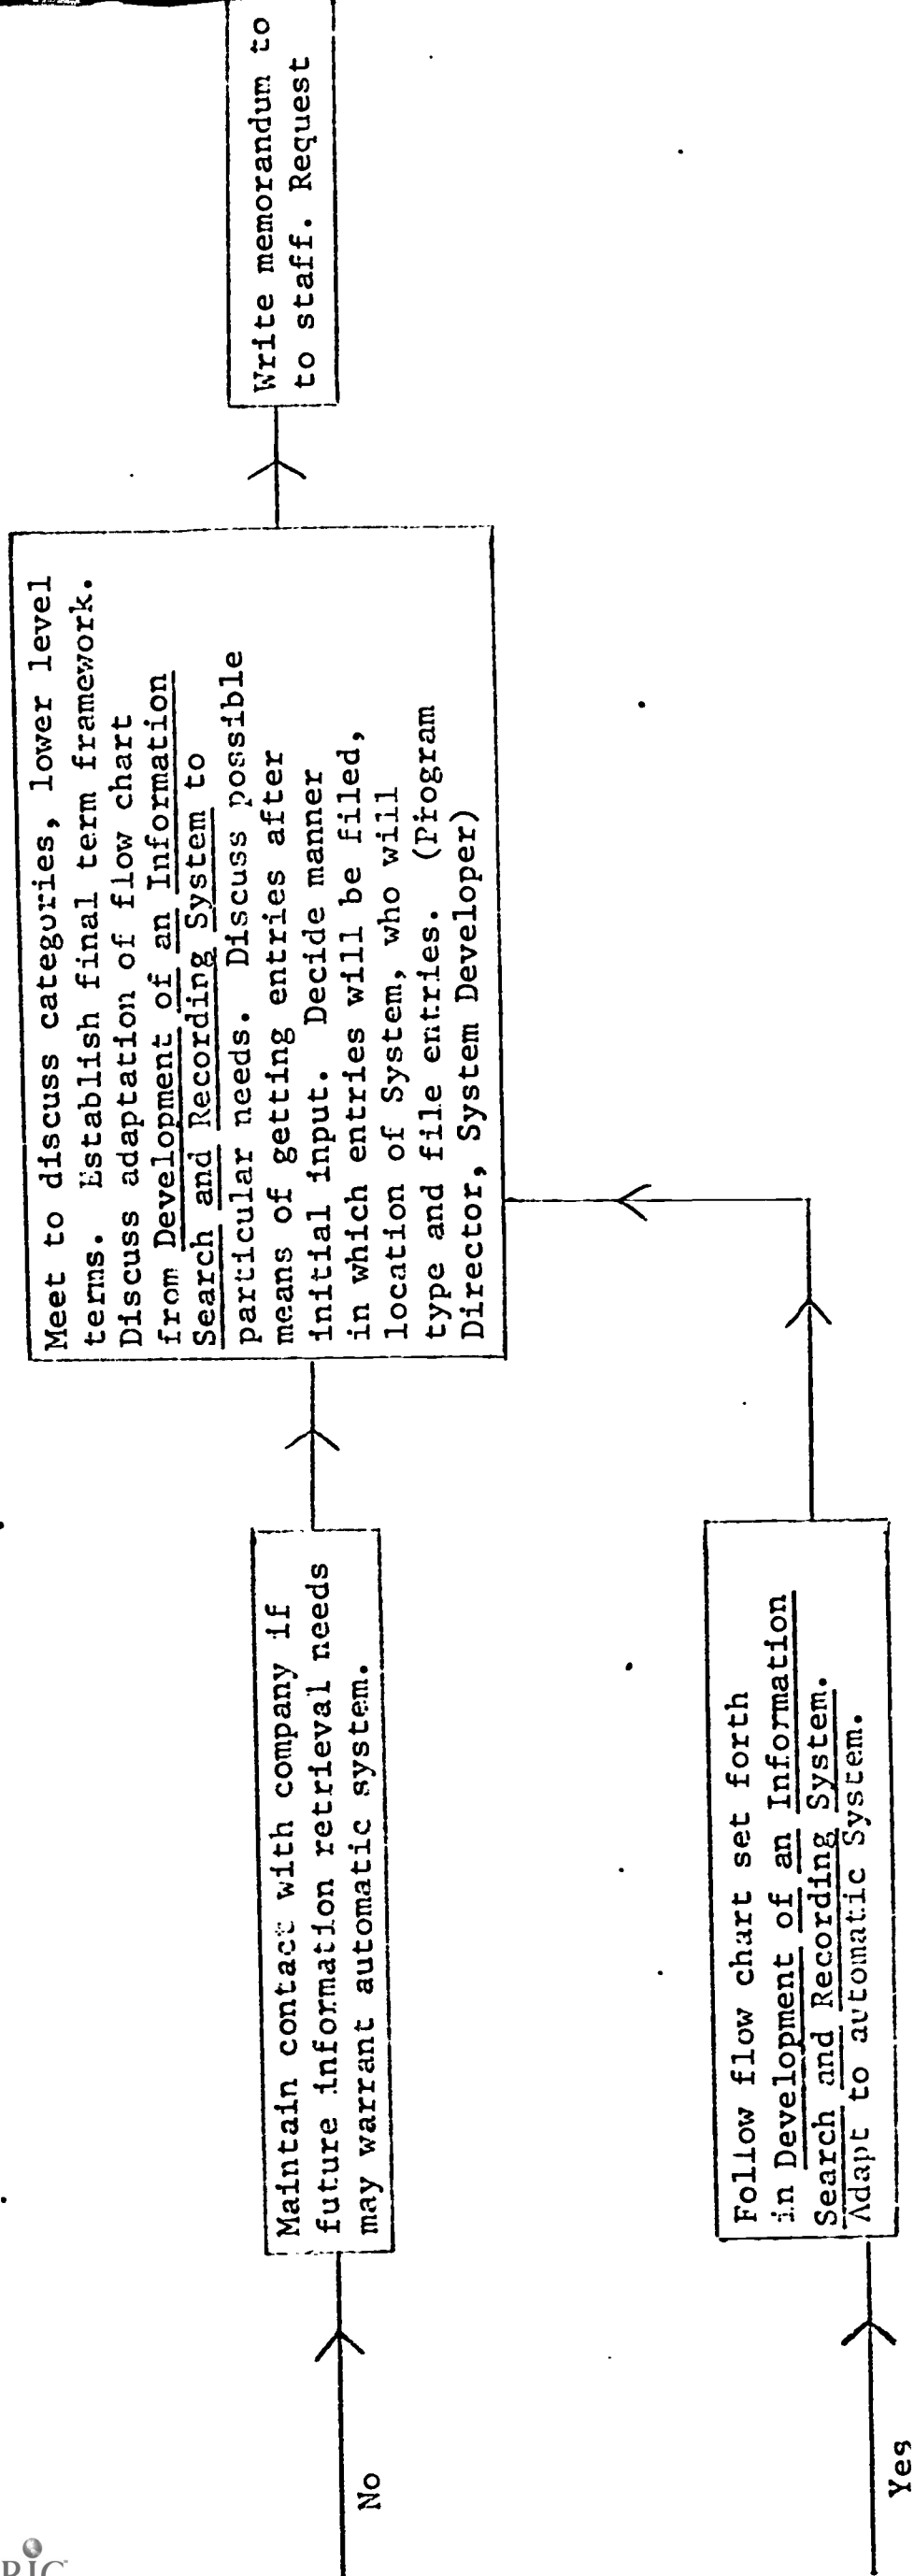 No
Maintain contact with company if
future information retrieval needs
may warrant automatic system.
Yes
Follow flow chart set forth
in Development of an Information
Search and Recording System.
Adapt to automatic System.
Meet to discuss categories, lower level
terms. Establish final term framework.
Discuss adaptation of flow chart
from Development of an Information
Search and Recording System to
particular needs. Discuss possible
means of getting entries after
initial input. Decide manner
in which entries will be filed,
location of System, who will
type and file entries. (Program
Director, System Developer)
Write memorandum to
to staff. Request